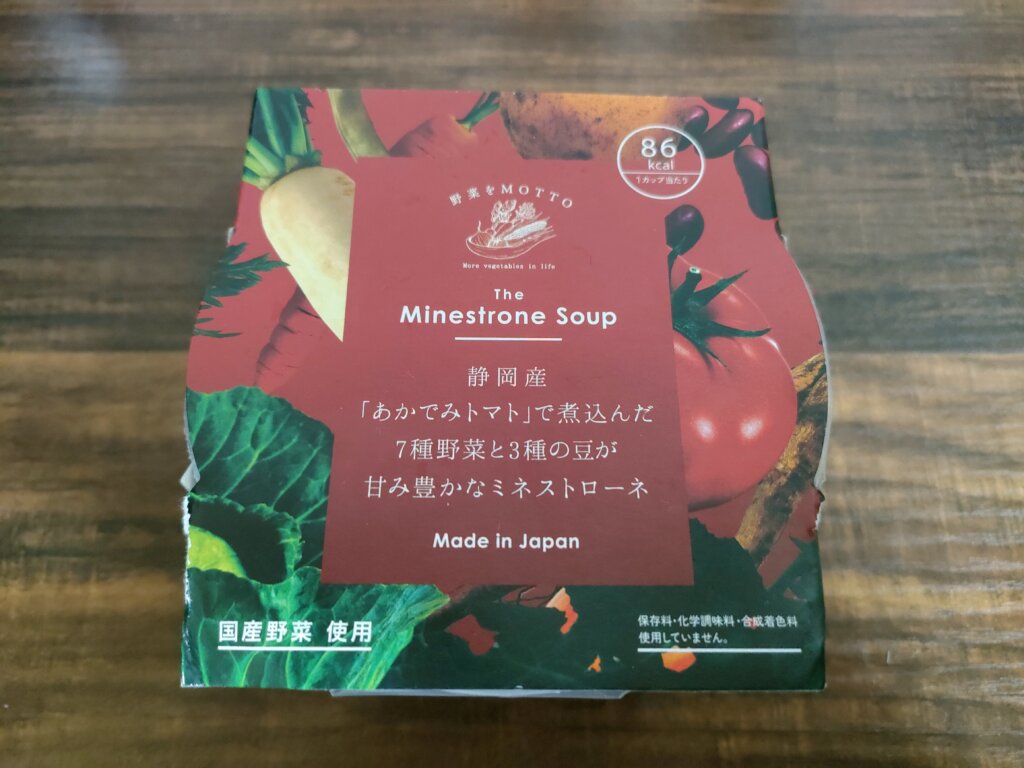 86
kcal
1カップ当たり
野菜をMOTTO
More vegetables in life
The
Minestrone Soup
静岡産
「あかでみトマト」で煮込んだ
7種野菜と3種の豆が
甘み豊かなミネストローネ
Made in Japan
国産野菜 使用
保存料・化学調味料・合成着色料
使用していません。